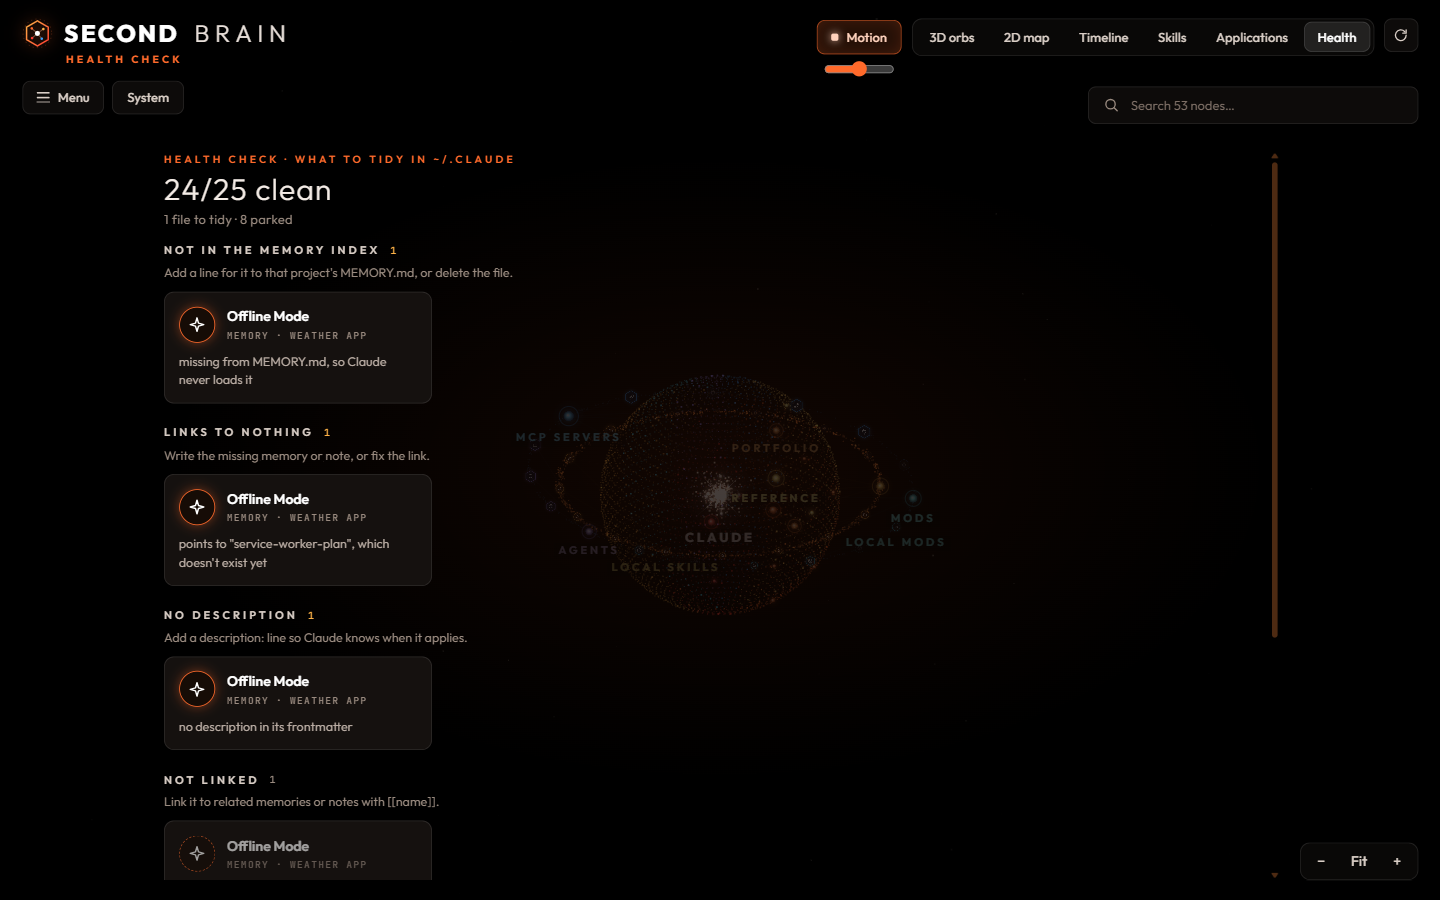 SECOND BRAIN
HEALTH CHECK
Motion
3D orbs
2D map
Timeline
Skills
Applications
Health
Menu
System
Search 53 nodes...
HEALTH CHECK · WHAT TO TIDY IN ~/.CLAUDE
24/25 clean
1 file to tidy · 8 parked
NOT IN THE MEMORY INDEX 1
Add a line for it to that project's MEMORY.md, or delete the file.
Offline Mode
MEMORY · WEATHER APP
missing from MEMORY.md, so Claude
never loads it
LINKS TO NOTHING 1
Write the missing memory or note, or fix the link.
Offline Mode
MEMORY · WEATHER APP
points to "service-worker-plan", which
doesn't exist yet
NO DESCRIPTION 1
Add a description: line so Claude knows when it applies.
Offline Mode
MEMORY · WEATHER APP
no description in its frontmatter
NOT LINKED 1
Link it to related memories or notes with [[name]].
Offline Mode
MEMORY · WEATHER APP
MCP SERVERS
PORTFOLIO
REFERENCE
MODS
CLAUDE
LOCAL MODS
AGENTS
LOCAL SKILLS
− Fit +